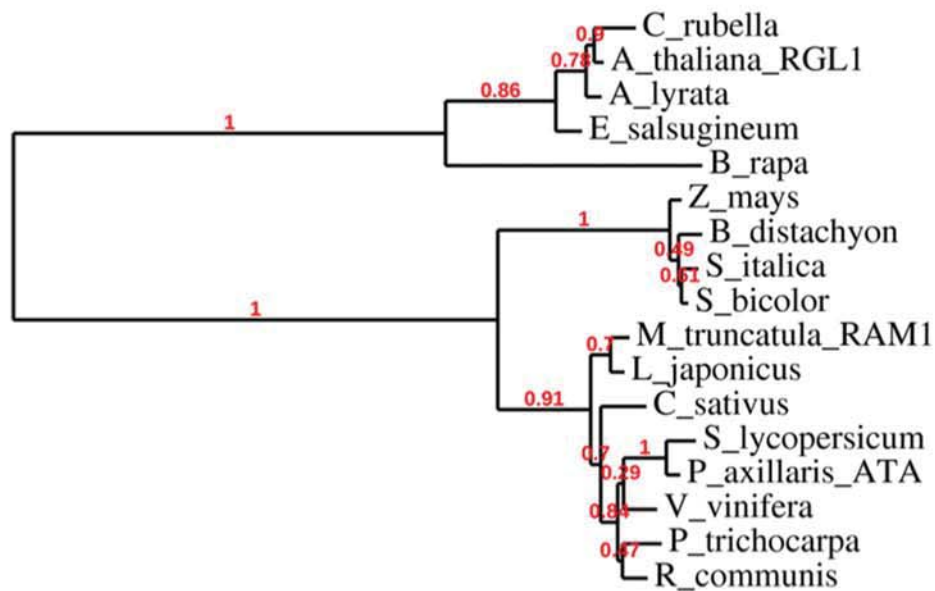 C_rubella
0.9
0.78
A_thaliana_RGL1
0.86
A_lyrata
1
E_salsugineum
B_rapa
Z_mays
1
B_distachyon
0.49
S_italica
0.61
S_bicolor
1
M_truncatula_RAM1
0.7
L_japonicus
0.91
C_sativus
S_lycopersicum
0.7
1
0.29
P_axillaris_ATA
V_vinifera
0.84
P_trichocarpa
R_communis